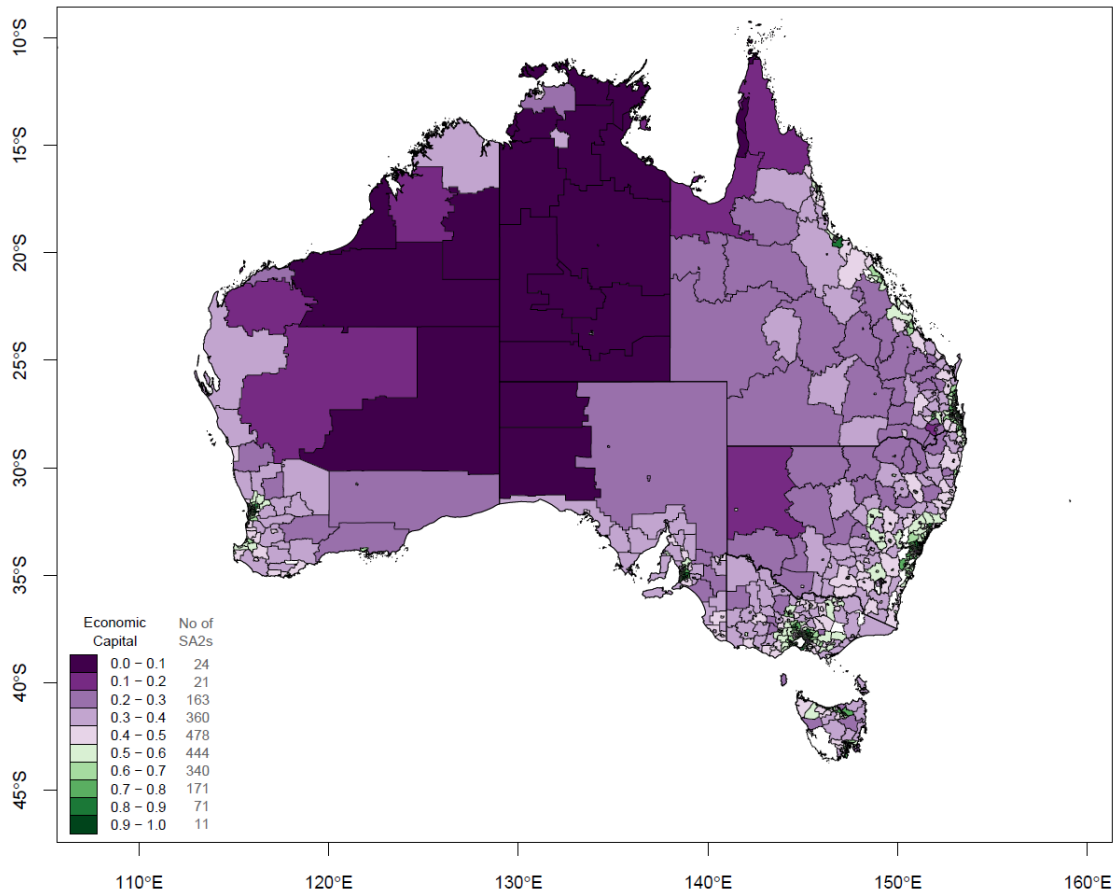 10°S
15°S
20°S
25°S
30°S
35°S
40°S
45°S
Economic No of
Capital SA2s
0.0 − 0.1 24
0.1 − 0.2 21
0.2 − 0.3 163
0.3 − 0.4 360
0.4 − 0.5 478
0.5 − 0.6 444
0.6 − 0.7 340
0.7 − 0.8 171
0.8 − 0.9 71
0.9 − 1.0 11
110°E 120°E 130°E 140°E 150°E 160°E